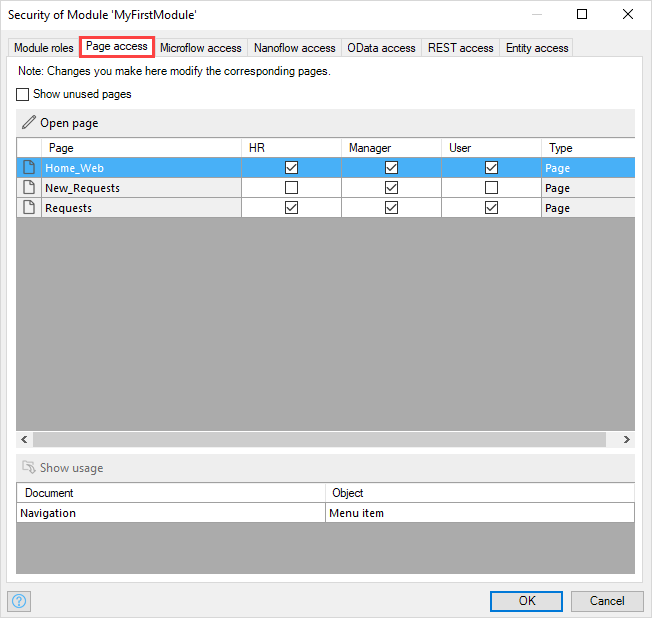 Security of Module 'MyFirstModule'
Module roles Page access Microflow access Nanoflow access OData access REST access Entity access
Note: Changes you make here modify the corresponding pages.
Show unused pages
Open page
Page HR Manager User Type
Home_Web Page
New_Requests Page
Requests Page
Show usage
Document Object
Navigation Menu item
? OK Cancel